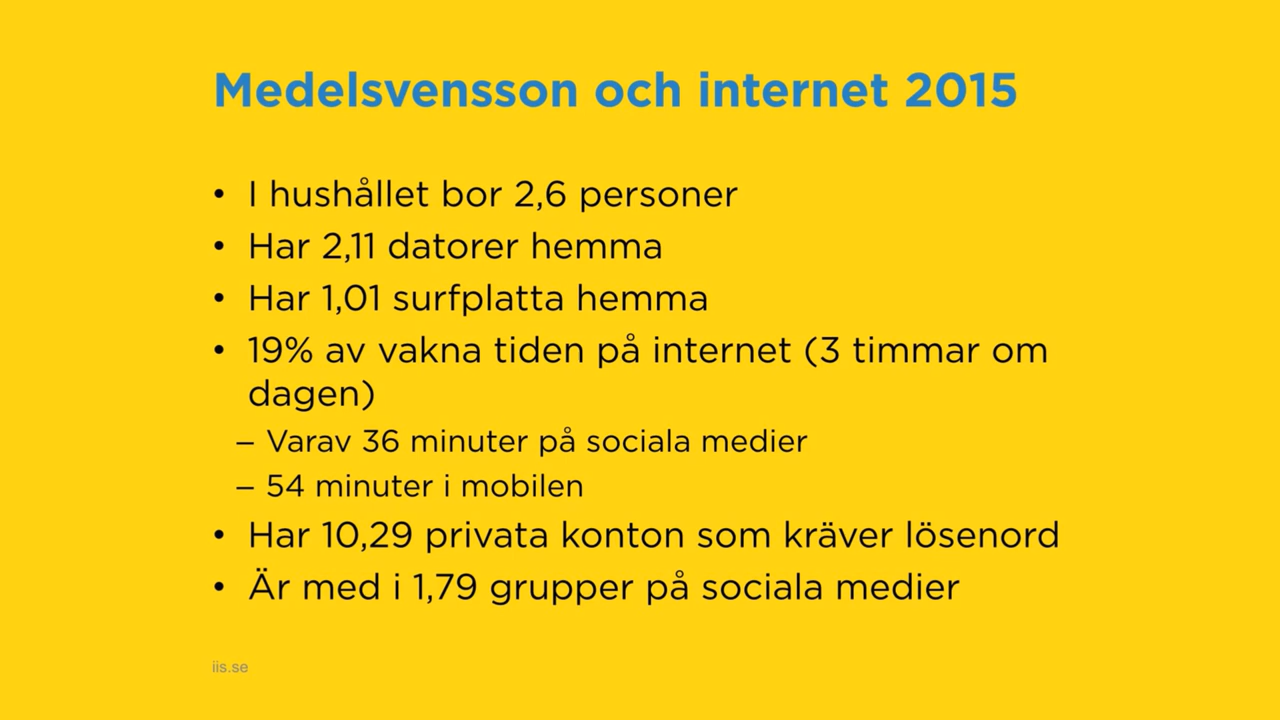 Medelsvensson och internet 2015
• I hushållet bor 2,6 personer
• Har 2,11 datorer hemma
• Har 1,01 surfplatta hemma
• 19% av vakna tiden på internet (3 timmar om
dagen)
– Varav 36 minuter på sociala medier
– 54 minuter i mobilen
• Har 10,29 privata konton som kräver lösenord
• Är med i 1,79 grupper på sociala medier
iis.se